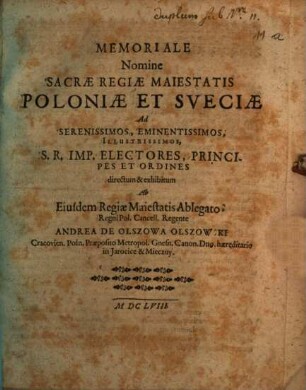 MEMORIALE
Nomine
SACRÆ REGIÆ MAIESTATIS
POLONIÆ ET SVECIÆ
Ad
SERENISSIMOS, EMINENTISSIMOS,
ILLUSTRISSIMOS,
S. R. IMP. ELECTORES, PRINCI-
PES ET ORDINES
directum & exhibitum
Ab
Eiusdem Regiæ Maiestatis Ablegato
Regni Pol. Cancell. Regente
ANDREA DE OLSZOWA OLSZOWSKI
Cracovien. Posn. Præposito Metropol. Gnesn. Canon. Dno. hæreditario
in Jarocice & Mieczny.
M DC LVIII